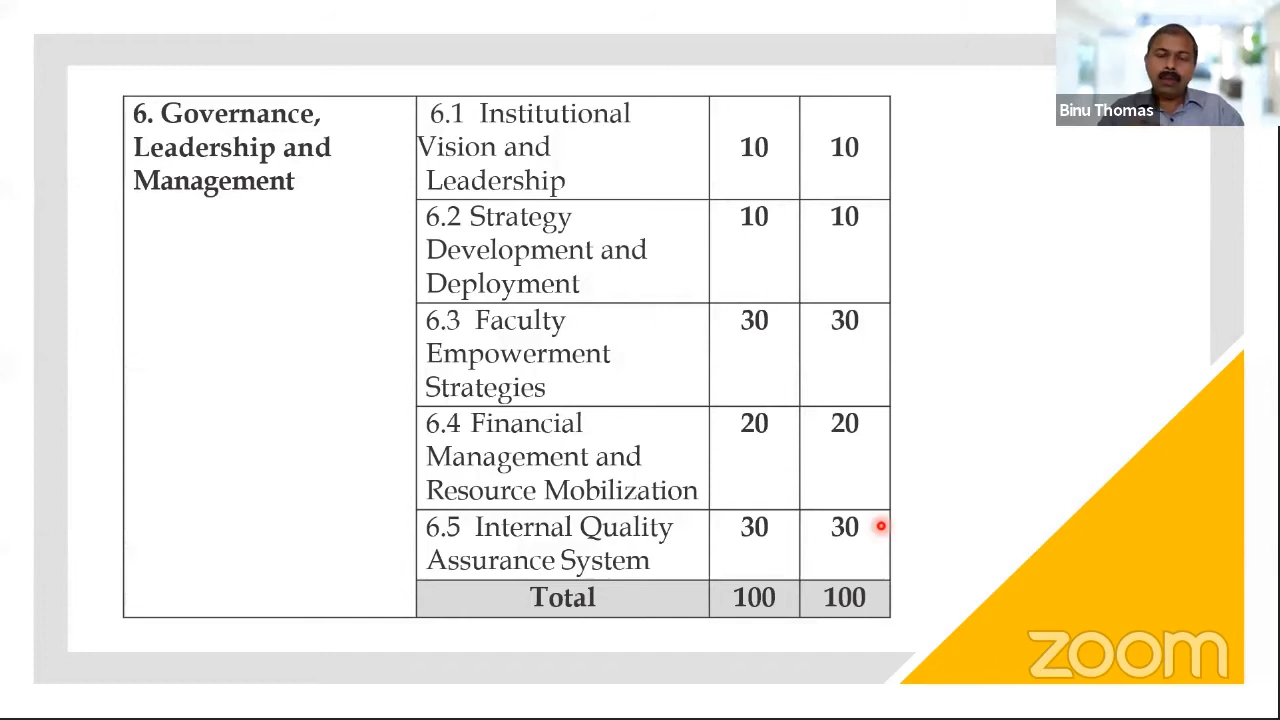 6. Governance,
Leadership and
Management
6.1 Institutional
Vision and
Leadership
10 10
6.2 Strategy
Development and
Deployment
10 10
6.3 Faculty
Empowerment
Strategies
30 30
6.4 Financial
Management and
Resource Mobilization
20 20
6.5 Internal Quality
Assurance System
30 30
Total 100 100
Binu Thomas
zoom